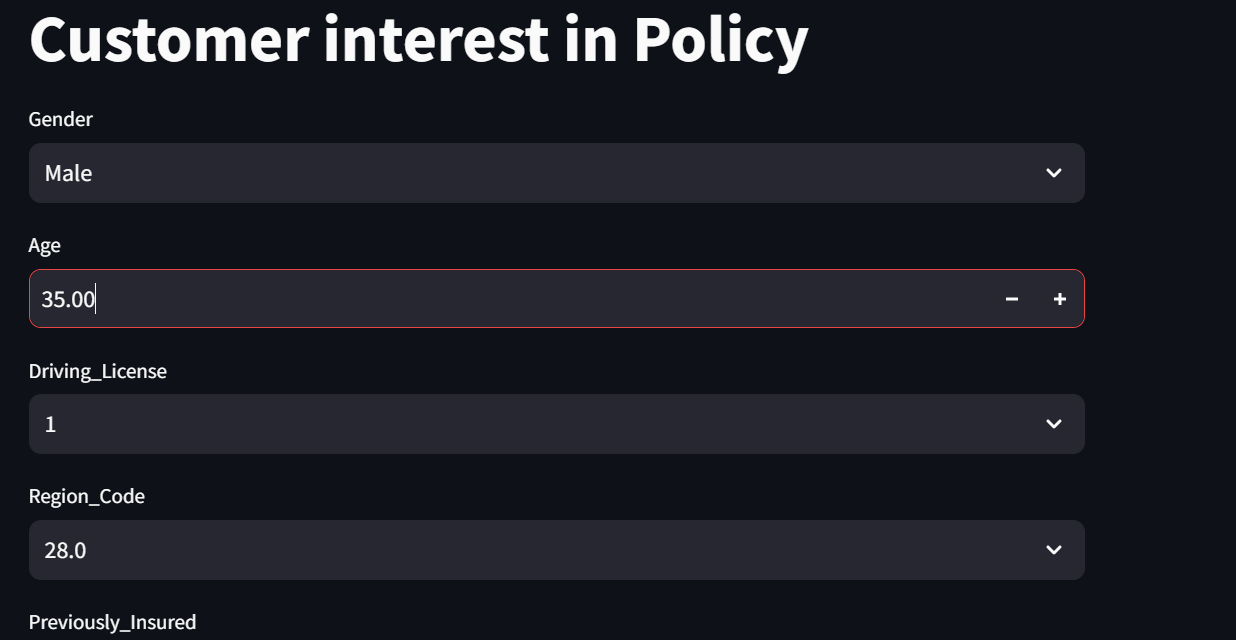 Customer interest in Policy
Gender
Male
Age
35.00
Driving_License
1
Region_Code
28.0
Previously_Insured